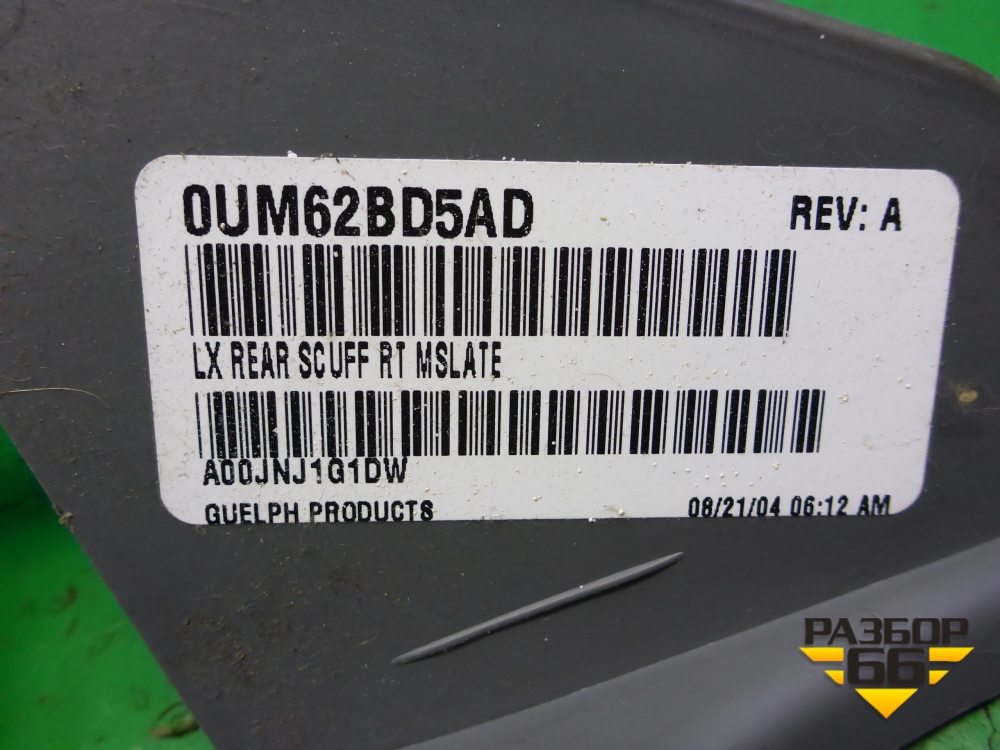 0UM62BD5AD
REV: A
LX REAR SCUFF RT MSLATE
A00JNJ1G1DW
GUELPH PRODUCTS
08/21/04 06:12 AM
РАЗБОР
66